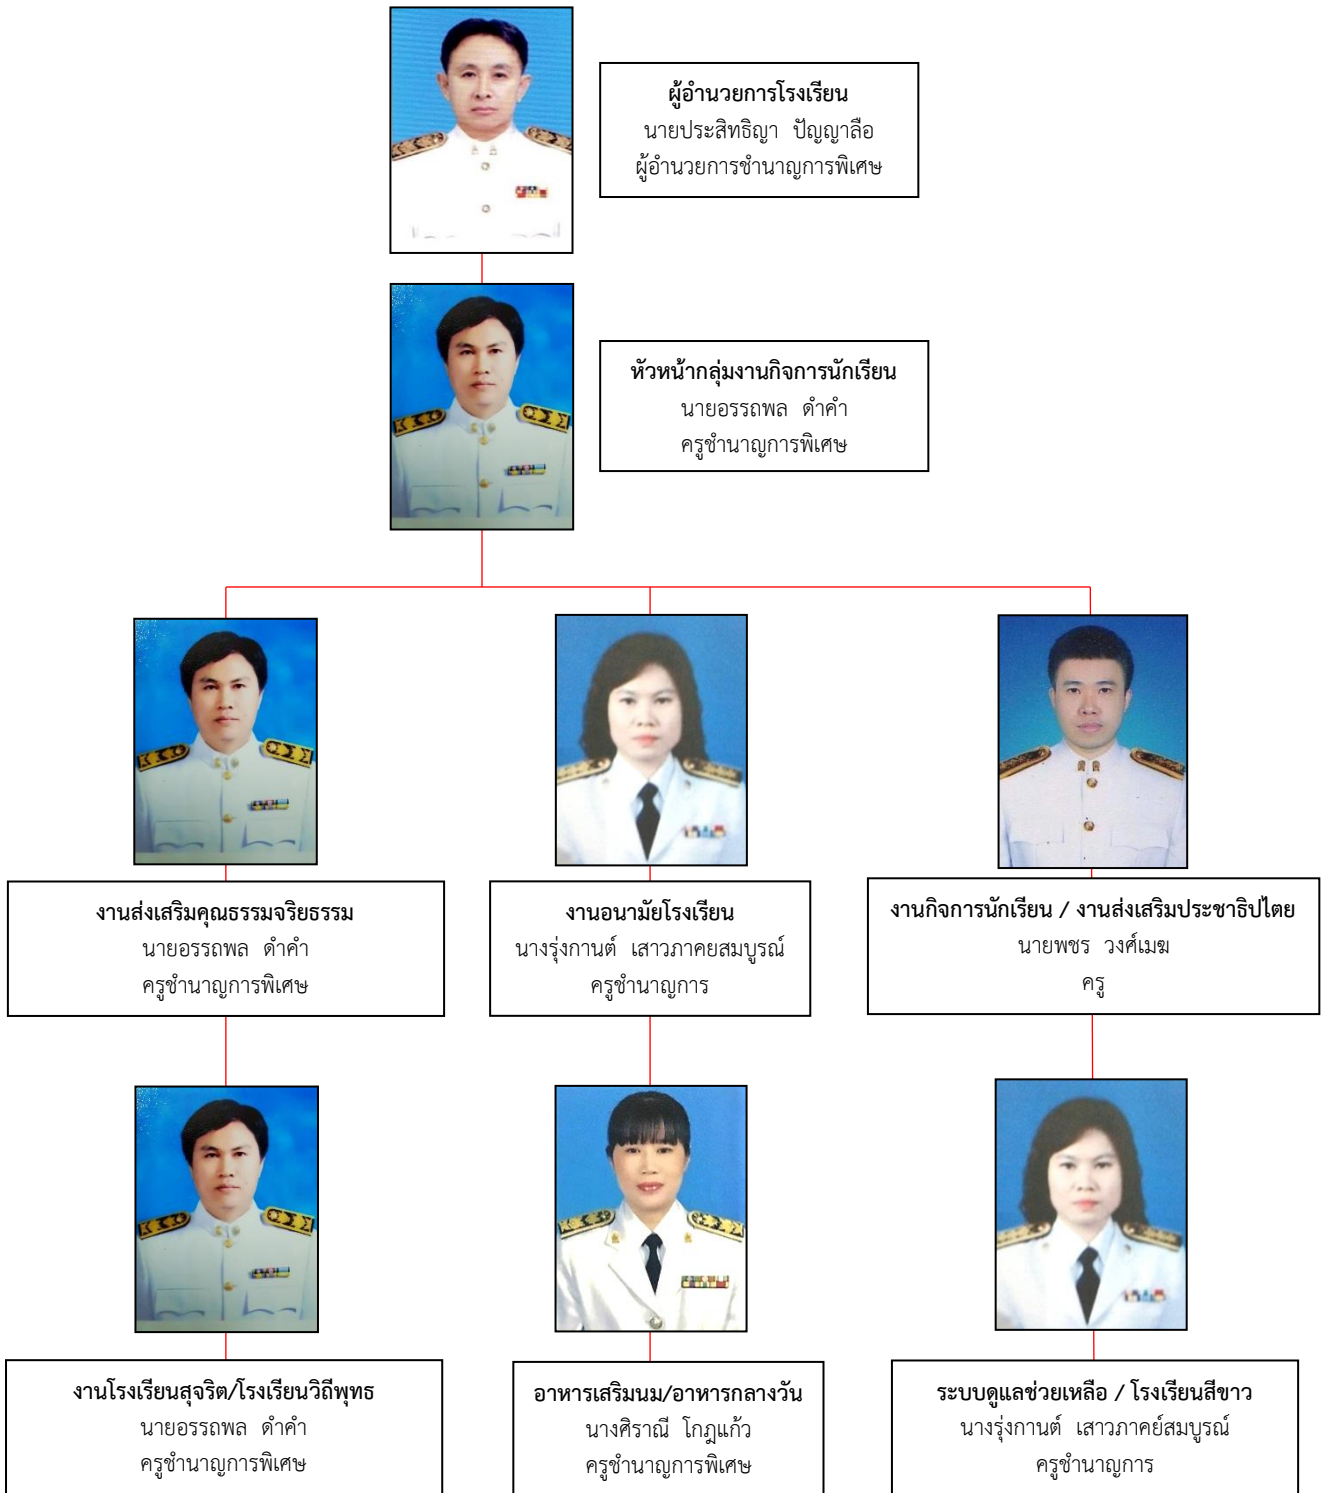 ผู้อำนวยการโรงเรียน
นายประสิทธิญา ปัญญาลือ
ผู้อำนวยการชำนาญการพิเศษ
หัวหน้ากลุ่มงานกิจการนักเรียน
นายอรรถพล ดำคำ
ครูชำนาญการพิเศษ
งานส่งเสริมคุณธรรมจริยธรรม
นายอรรถพล ดำคำ
ครูชำนาญการพิเศษ
งานอนามัยโรงเรียน
นางรุ่งกานต์ เสาวภาคยสมบูรณ์
ครูชำนาญการ
งานกิจการนักเรียน / งานส่งเสริมประชาธิปไตย
นายพชร วงศ์เมฆ
ครู
งานโรงเรียนสุจริต/โรงเรียนวิถีพุทธ
นายอรรถพล ดำคำ
ครูชำนาญการพิเศษ
อาหารเสริมนม/อาหารกลางวัน
นางศิราณี โกฎแก้ว
ครูชำนาญการพิเศษ
ระบบดูแลช่วยเหลือ / โรงเรียนสีขาว
นางรุ่งกานต์ เสาวภาคย์สมบูรณ์
ครูชำนาญการ